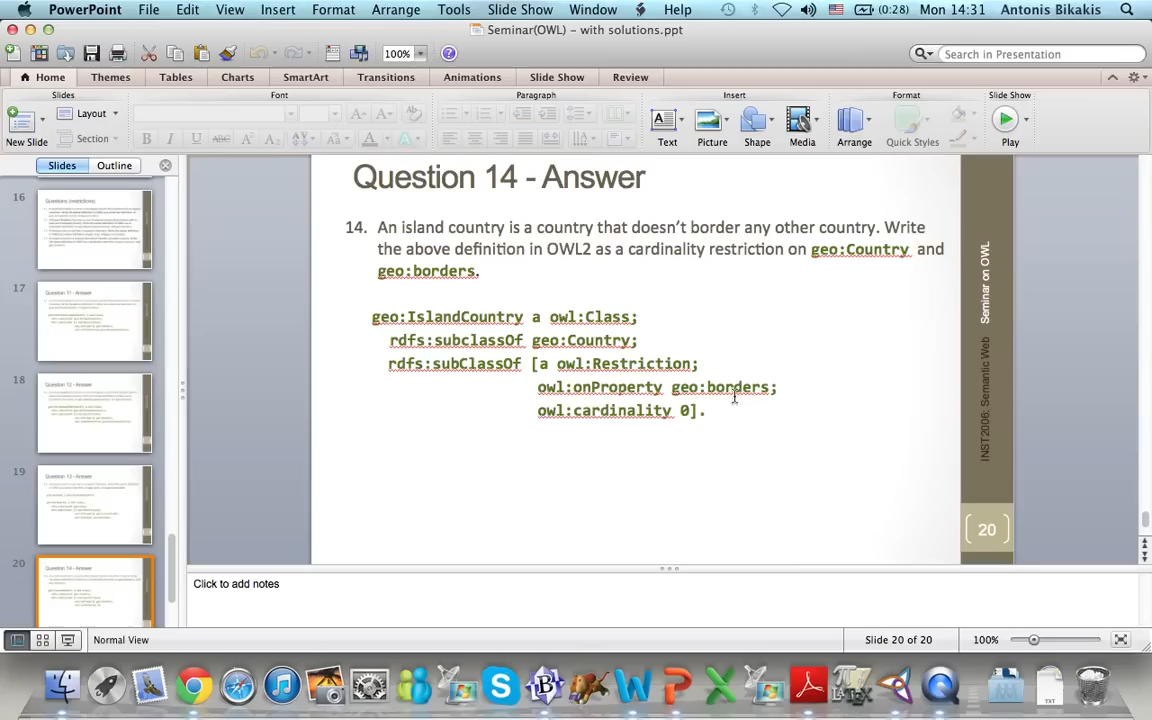 PowerPoint File Edit View Insert Format Arrange Tools Slide Show Window Help (0:28) Mon 14:31 Antonis Bikakis
Seminar(OWL) – with solutions.ppt
100% Search in Presentation
Home Themes Tables Charts SmartArt Transitions Animations Slide Show Review
Slides Font Paragraph Insert Format Slide Show
New Slide Layout Section B I U ABC A A A A Text Picture Shape Media Arrange Quick Styles Play
Slides Outline
16
17
18
19
20
Question 14 - Answer
14. An island country is a country that doesn’t border any other country. Write
the above definition in OWL2 as a cardinality restriction on geo:Country and
geo:borders.
geo:IslandCountry a owl:Class;
rdfs:subclassOf geo:Country;
rdfs:subClassOf [a owl:Restriction;
owl:onProperty geo:borders;
owl:cardinality 0].
INST2006: Semantic Web Seminar on OWL
20
Click to add notes
Normal View Slide 20 of 20 100%